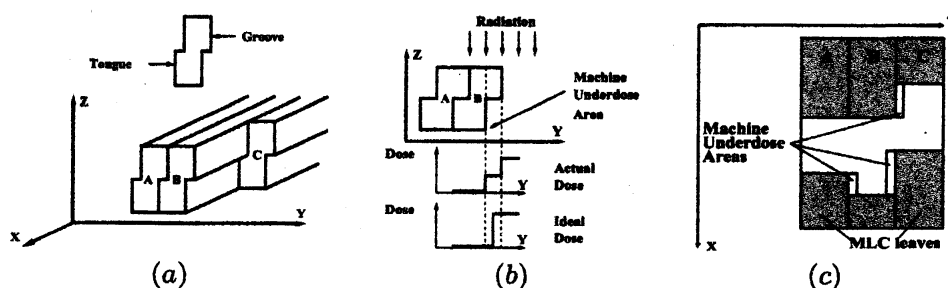 Groove
Tongue
Z
A
B
C
X
Y
(a)
Radiation
Z
A
B
Machine
Underdose
Area
Y
Dose
Y
Actual
Dose
Dose
Y
Ideal
Dose
(b)
A
B
C
Machine
Underdose
Areas
MLC leaves
X
(c)